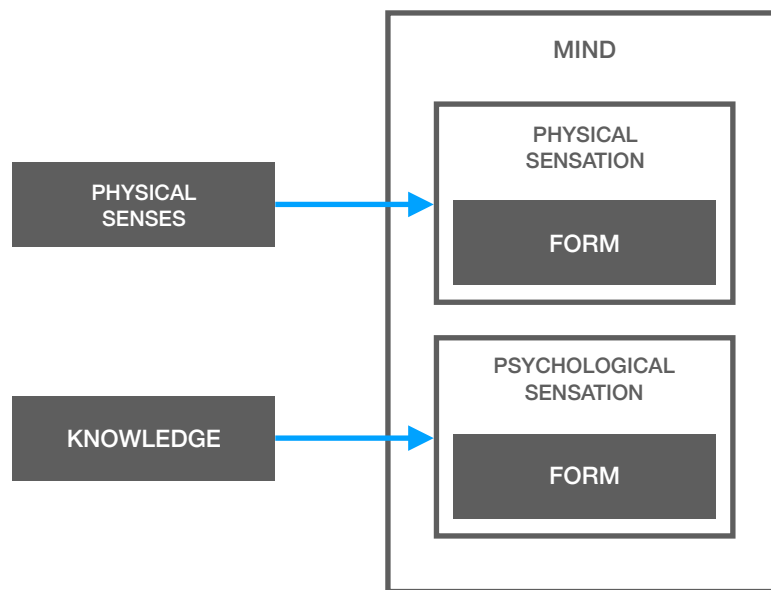 MIND
PHYSICAL
SENSATION
PHYSICAL
SENSES
FORM
PSYCHOLOGICAL
SENSATION
KNOWLEDGE
FORM